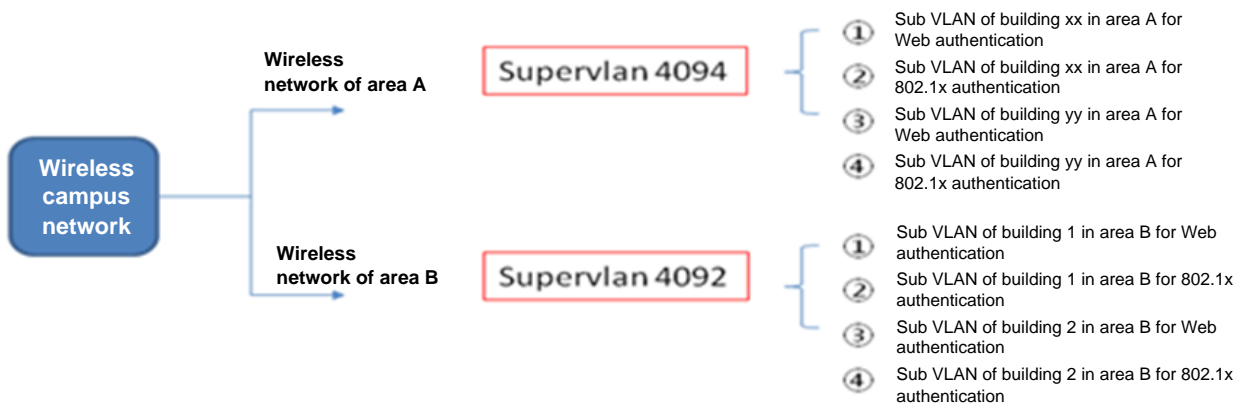 Wireless
campus
network
Wireless
network of area A
Supervlan 4094
① Sub VLAN of building xx in area A for
Web authentication
② Sub VLAN of building xx in area A for
802.1x authentication
③ Sub VLAN of building yy in area A for
Web authentication
④ Sub VLAN of building yy in area A for
802.1x authentication
Wireless
network of area B
Supervlan 4092
① Sub VLAN of building 1 in area B for Web
authentication
② Sub VLAN of building 1 in area B for 802.1x
authentication
③ Sub VLAN of building 2 in area B for Web
authentication
④ Sub VLAN of building 2 in area B for 802.1x
authentication